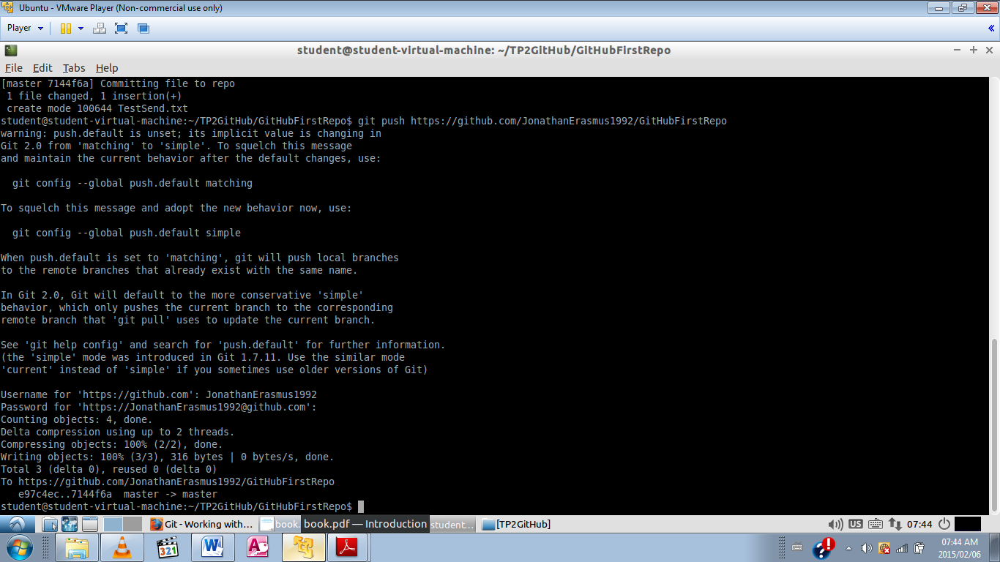 Ubuntu - VMware Player (Non-commercial use only)
Player
student@student-virtual-machine: ~/TP2GitHub/GitHubFirstRepo
File Edit Tabs Help
[master 7144f6a] Committing file to repo
 1 file changed, 1 insertion(+)
 create mode 100644 TestSend.txt
student@student-virtual-machine:~/TP2GitHub/GitHubFirstRepo$ git push https://github.com/JonathanErasmus1992/GitHubFirstRepo
warning: push.default is unset; its implicit value is changing in
Git 2.0 from 'matching' to 'simple'. To squelch this message
and maintain the current behavior after the default changes, use:
  git config --global push.default matching
To squelch this message and adopt the new behavior now, use:
  git config --global push.default simple
When push.default is set to 'matching', git will push local branches
to the remote branches that already exist with the same name.
In Git 2.0, Git will default to the more conservative 'simple'
behavior, which only pushes the current branch to the corresponding
remote branch that 'git pull' uses to update the current branch.
See 'git help config' and search for 'push.default' for further information.
(the 'simple' mode was introduced in Git 1.7.11. Use the similar mode
'current' instead of 'simple' if you sometimes use older versions of Git)
Username for 'https://github.com': JonathanErasmus1992
Password for 'https://JonathanErasmus1992@github.com':
Counting objects: 4, done.
Delta compression using up to 2 threads.
Compressing objects: 100% (2/2), done.
Writing objects: 100% (3/3), 316 bytes | 0 bytes/s, done.
Total 3 (delta 0), reused 0 (delta 0)
To https://github.com/JonathanErasmus1992/GitHubFirstRepo
   e97c4ec..7144f6a  master -> master
student@student-virtual-machine:~/TP2GitHub/GitHubFirstRepo$
Git - Working with... book. book.pdf — Introduction student... [TP2GitHub] US 07:44
321 W A 07:44 AM
2015/02/06